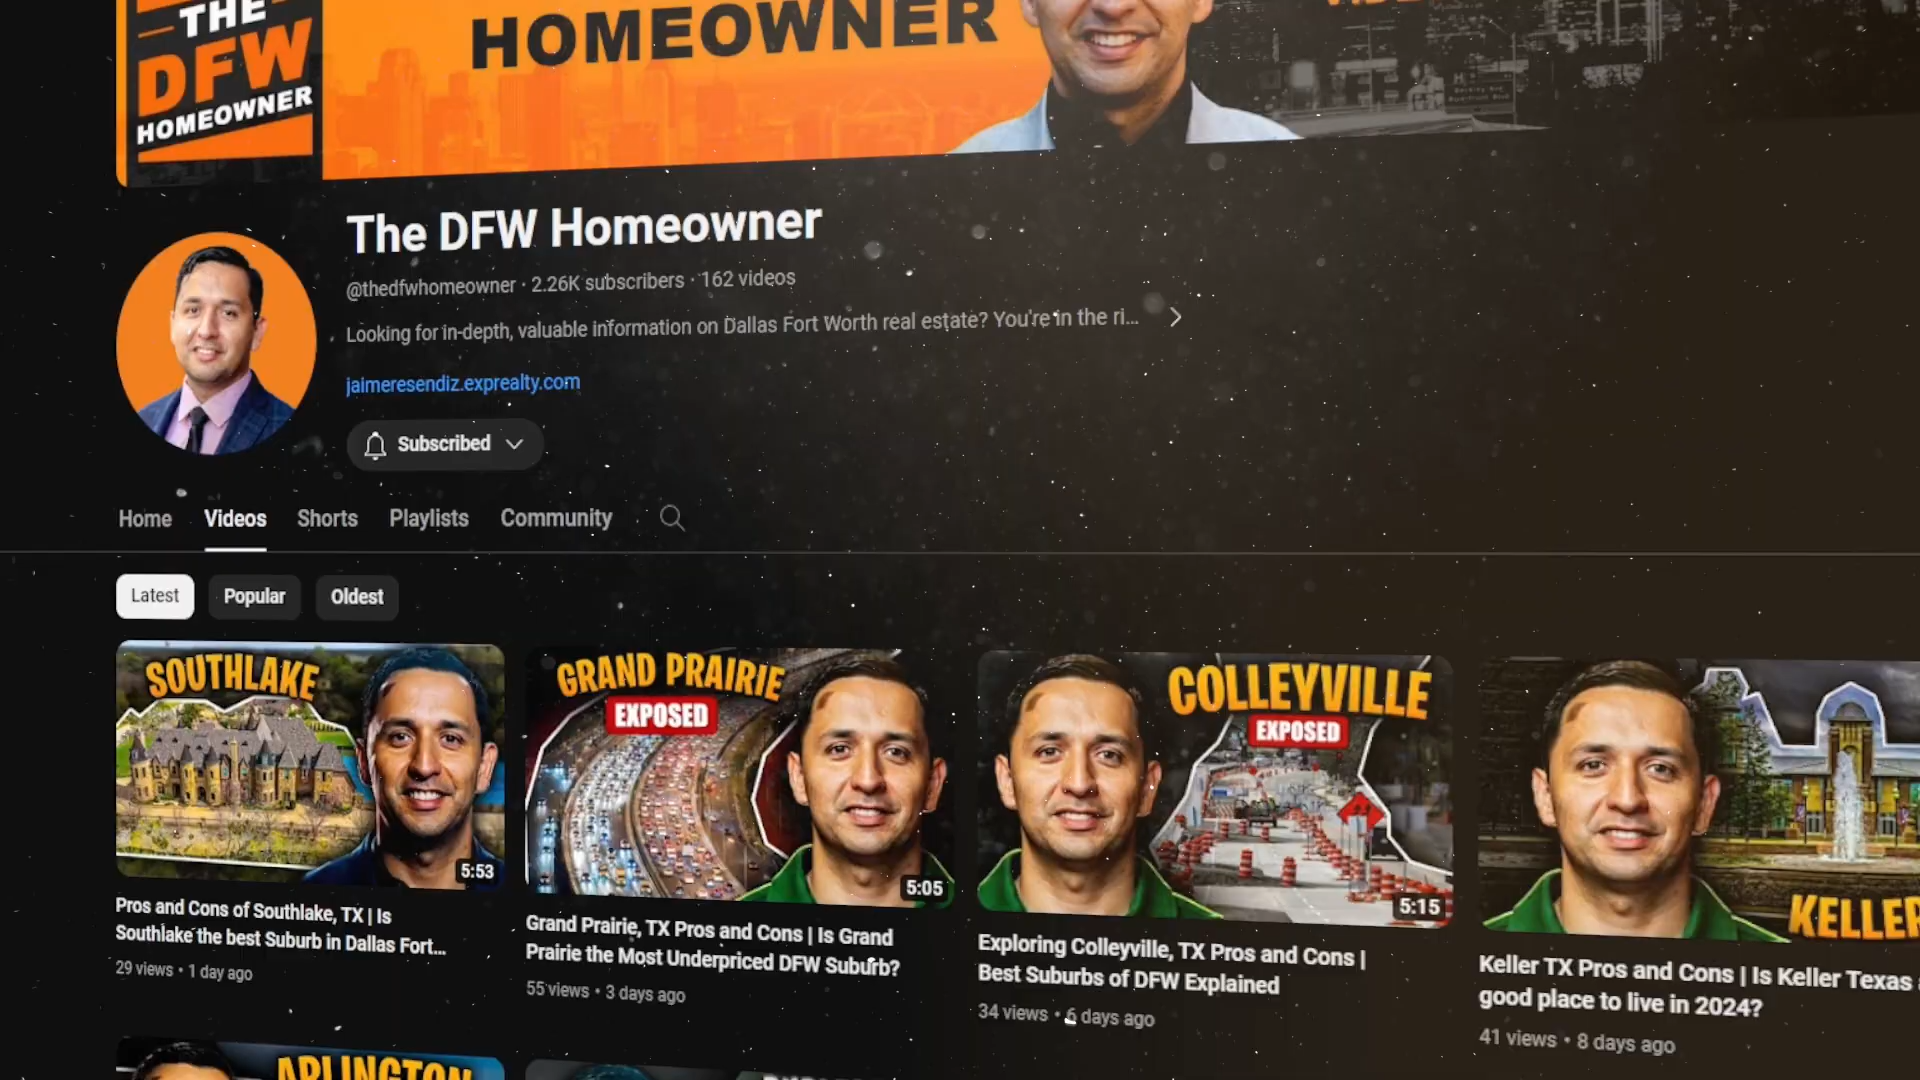 THE
DFW
HOMEOWNER
HOMEOWNER
The DFW Homeowner
@thedfwhomeowner · 2.26K subscribers · 162 videos
Looking for in-depth, valuable information on Dallas Fort Worth real estate? You're in the ri...
jaimeresendiz.exprealty.com
Subscribed
Home Videos Shorts Playlists Community
Latest Popular Oldest
SOUTHLAKE
5:53
Pros and Cons of Southlake, TX | Is
Southlake the best Suburb in Dallas Fort...
29 views • 1 day ago
GRAND PRAIRIE
EXPOSED
5:05
Grand Prairie, TX Pros and Cons | Is Grand
Prairie the Most Underpriced DFW Suburb?
55 views • 3 days ago
COLLEYVILLE
EXPOSED
5:15
Exploring Colleyville, TX Pros and Cons |
Best Suburbs of DFW Explained
34 views • 6 days ago
KELLER
Keller TX Pros and Cons | Is Keller Texas a
good place to live in 2024?
41 views • 8 days ago
ARLINGTON